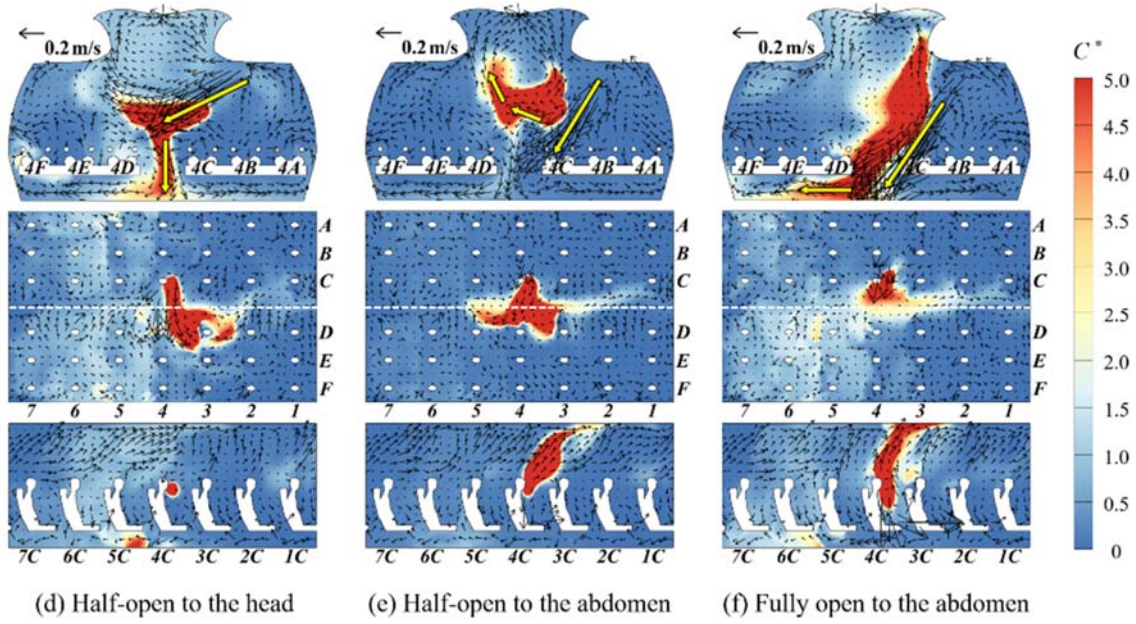 0.2 m/s 0.2 m/s 0.2 m/s C*
4F 4E 4D 4C 4B 4A 4F 4E 4D 4C 4B 4A 4F 4E 4D 4C 4B 4A
5.0
4.5
4.0
3.5
3.0
2.5
2.0
1.5
1.0
0.5
0
A A A
B B B
C C C
D D D
E E E
F F F
7 6 5 4 3 2 1 7 6 5 4 3 2 1 7 6 5 4 3 2 1
7C 6C 5C 4C 3C 2C 1C 7C 6C 5C 4C 3C 2C 1C 7C 6C 5C 4C 3C 2C 1C
(d) Half-open to the head (e) Half-open to the abdomen (f) Fully open to the abdomen